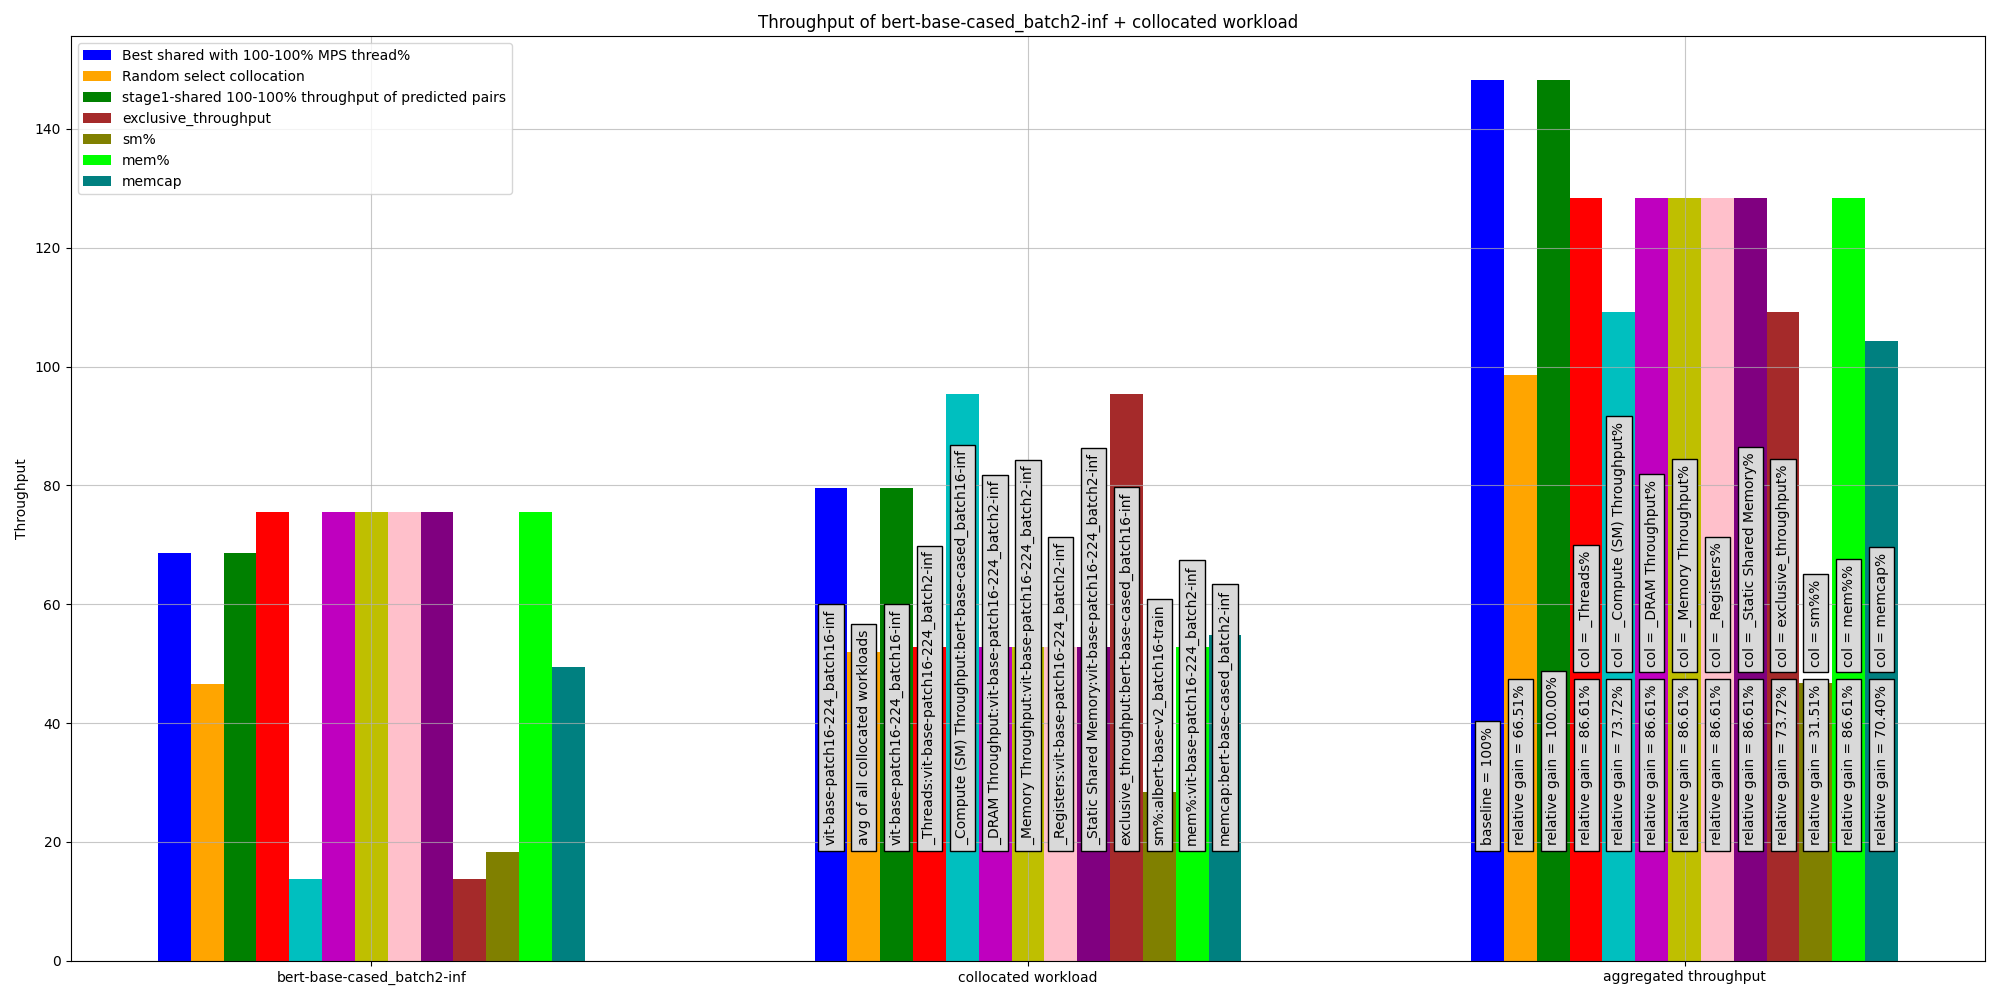 Throughput of bert-base-cased_batch2-inf + collocated workload
Best shared with 100-100% MPS thread%
Random select collocation
stage1-shared 100-100% throughput of predicted pairs
exclusive_throughput
sm%
mem%
memcap
Throughput
140
120
100
80
60
40
20
0
vit-base-patch16-224_batch16-inf
avg of all collocated workloads
vit-base-patch16-224_batch16-inf
_Threads:vit-base-patch16-224_batch2-inf
_Compute (SM) Throughput:bert-base-cased_batch16-inf
_DRAM Throughput:vit-base-patch16-224_batch2-inf
_Memory Throughput:vit-base-patch16-224_batch2-inf
_Registers:vit-base-patch16-224_batch2-inf
_Static Shared Memory:vit-base-patch16-224_batch2-inf
exclusive_throughput:bert-base-cased_batch16-inf
sm%:albert-base-v2_batch16-train
mem%:vit-base-patch16-224_batch2-inf
memcap:bert-base-cased_batch2-inf
baseline = 100%
relative gain = 66.51%
relative gain = 100.00%
relative gain = 86.61%
col = _Threads%
relative gain = 73.72%
col = _Compute (SM) Throughput%
relative gain = 86.61%
col = _DRAM Throughput%
relative gain = 86.61%
col = _Memory Throughput%
relative gain = 86.61%
col = _Registers%
relative gain = 86.61%
col = _Static Shared Memory%
relative gain = 73.72%
col = exclusive_throughput%
relative gain = 31.51%
col = sm%%
relative gain = 86.61%
col = mem%%
relative gain = 70.40%
col = memcap%
bert-base-cased_batch2-inf
collocated workload
aggregated throughput